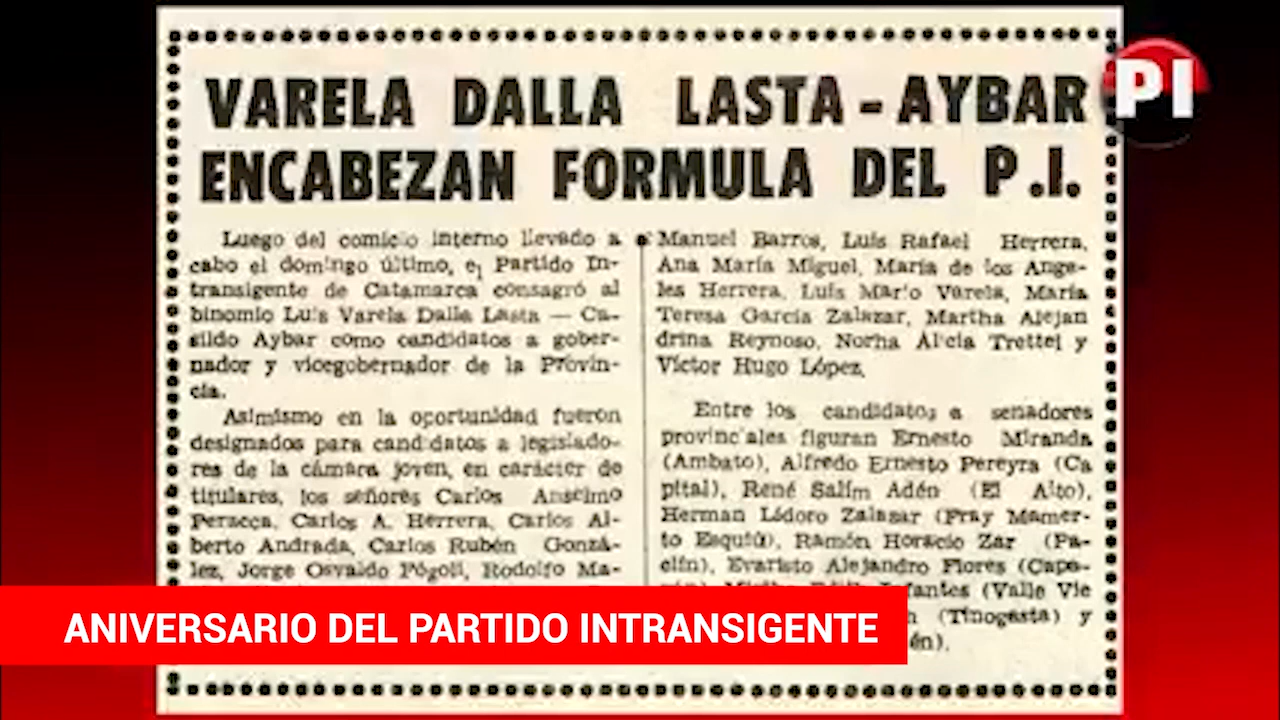 VARELA DALLA LASTA - AYBAR
ENCABEZAN FORMULA DEL P.I.
PI
Luego del comicio interno llevado a
cabo el domingo último, el Partido In-
transigente de Catamarca consagró al
binomio Luis Varela Dalla Lasta — Ca-
sildo Aybar como candidatos a gober-
nador y vicegobernador de la Provin-
cia.
Asimismo en la oportunidad fueron
designados para candidatos a legislado-
res de la cámara joven, en carácter de
titulares, los señores Carlos Anselmo
Peracca, Carlos A. Herrera, Carlos Al-
berto Andrada, Carlos Rubén Gonzá-
lez, Jorge Osvaldo Pógoli, Rodolfo Ma-
Manuel Barros, Luis Rafael Herrera,
Ana María Miguel, María de los Ange-
les Herrera, Luis Mario Varela, María
Teresa García Zalazar, Martha Alejan
drina Reynoso, Norha Alicia Trettel y
Víctor Hugo López.
Entre los candidatos a senadores
provinciales figuran Ernesto Miranda
(Ambato), Alfredo Ernesto Pereyra (Ca
pital), René Salim Adén (El Alto),
Herman Lidoro Zalazar (Fray Mamer-
to Esquiú), Ramón Horacio Zar (Pa-
clín), Evaristo Alejandro Flores (Capa-
(Valle Vie
(Tinogasta) y
ANIVERSARIO DEL PARTIDO INTRANSIGENTE